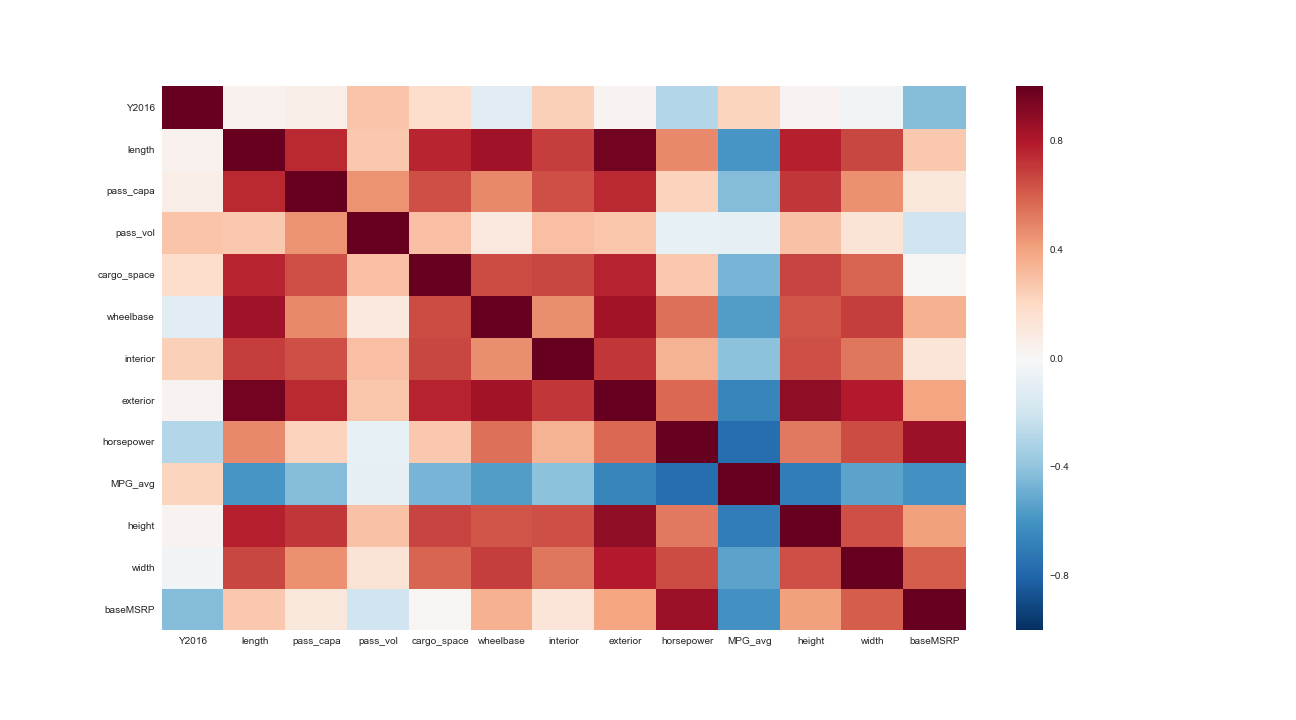 Y2016
length
pass_capa
pass_vol
cargo_space
wheelbase
interior
exterior
horsepower
MPG_avg
height
width
baseMSRP
Y2016 length pass_capa pass_vol cargo_space wheelbase interior exterior horsepower MPG_avg height width baseMSRP
0.8
0.4
0.0
−0.4
−0.8